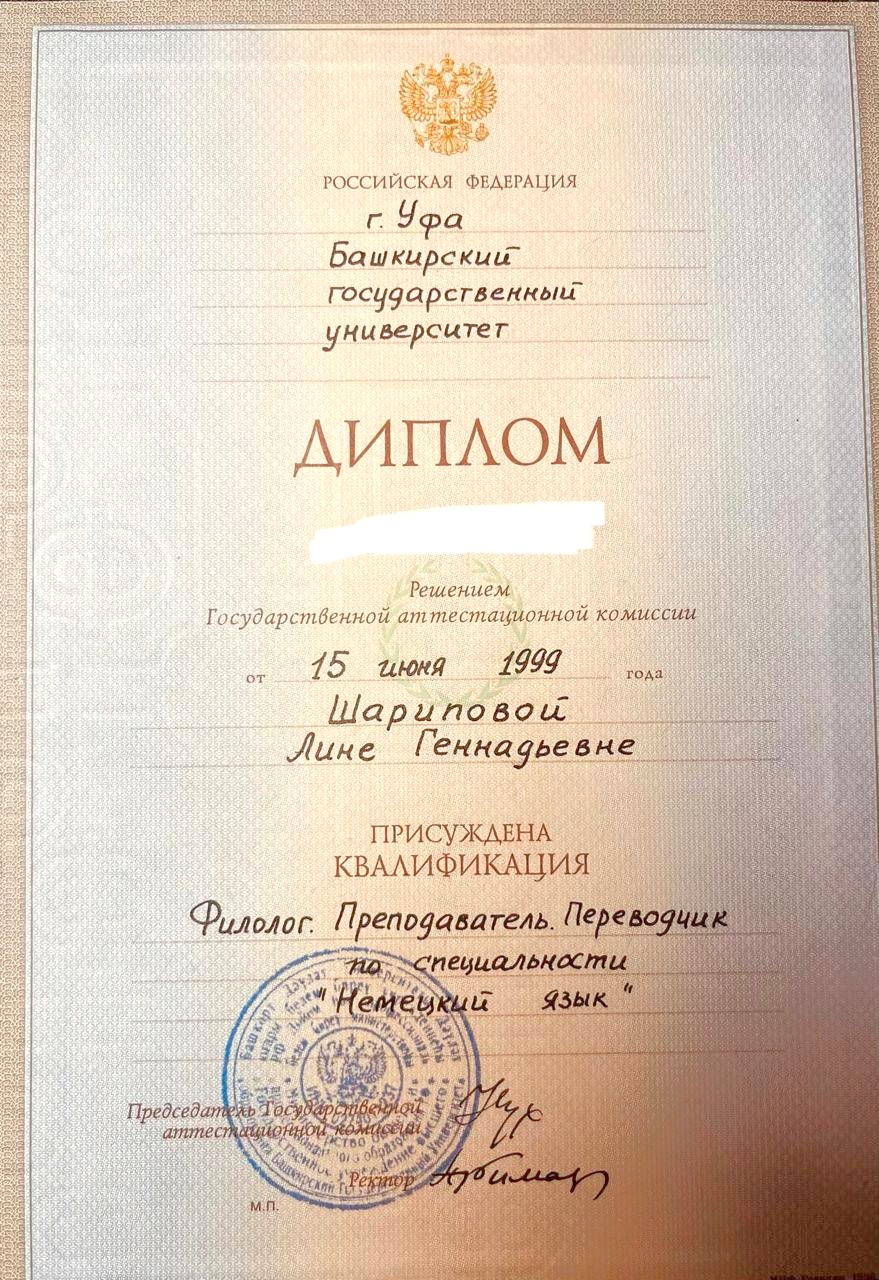 РОССИЙСКАЯ ФЕДЕРАЦИЯ
г. Уфа
Башкирский
государственный
университет
ДИПЛОМ
Решением
Государственной аттестационной комиссии
от 15 июня 1999 года
Шариповой
Лине Геннадьевне
ПРИСУЖДЕНА
КВАЛИФИКАЦИЯ
Филолог. Преподаватель. Переводчик
по специальности
"Немецкий язык"
Председатель Государственной
аттестационной комиссии
Ректор
М.П.